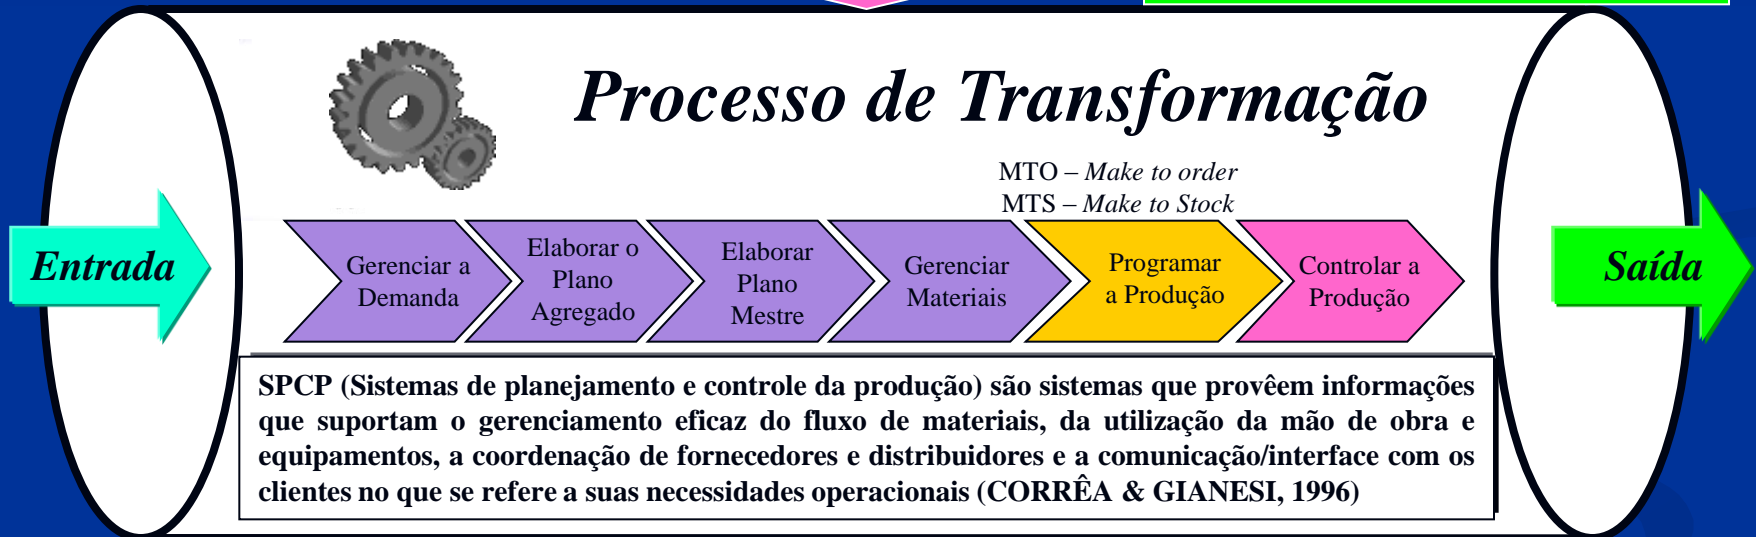 Processo de Transformação
MTO – Make to order
MTS – Make to Stock
Entrada
Gerenciar a
Demanda
Elaborar o
Plano
Agregado
Elaborar
Plano
Mestre
Gerenciar
Materiais
Programar
a Produção
Controlar a
Produção
Saída
SPCP (Sistemas de planejamento e controle da produção) são sistemas que provêem informações
que suportam o gerenciamento eficaz do fluxo de materiais, da utilização da mão de obra e
equipamentos, a coordenação de fornecedores e distribuidores e a comunicação/interface com os
clientes no que se refere a suas necessidades operacionais (CORRÊA & GIANESI, 1996)